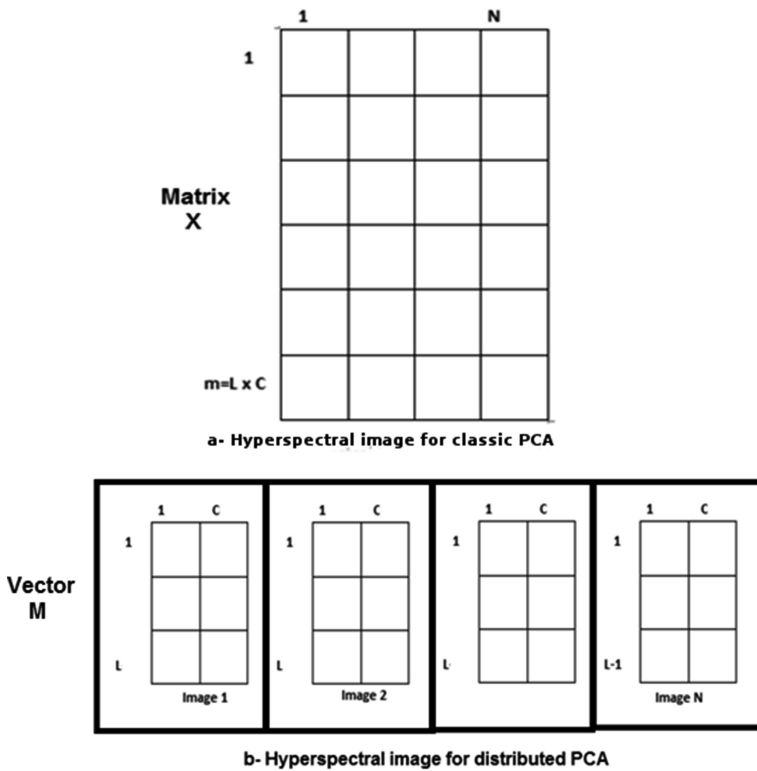 1 N
1
Matrix
X
m=L x C
a- Hyperspectral image for classic PCA
1 C 1 C 1 C 1 C
1 1 1 1
Vector
M
L L L L-1
Image 1 Image 2 Image N
b- Hyperspectral image for distributed PCA